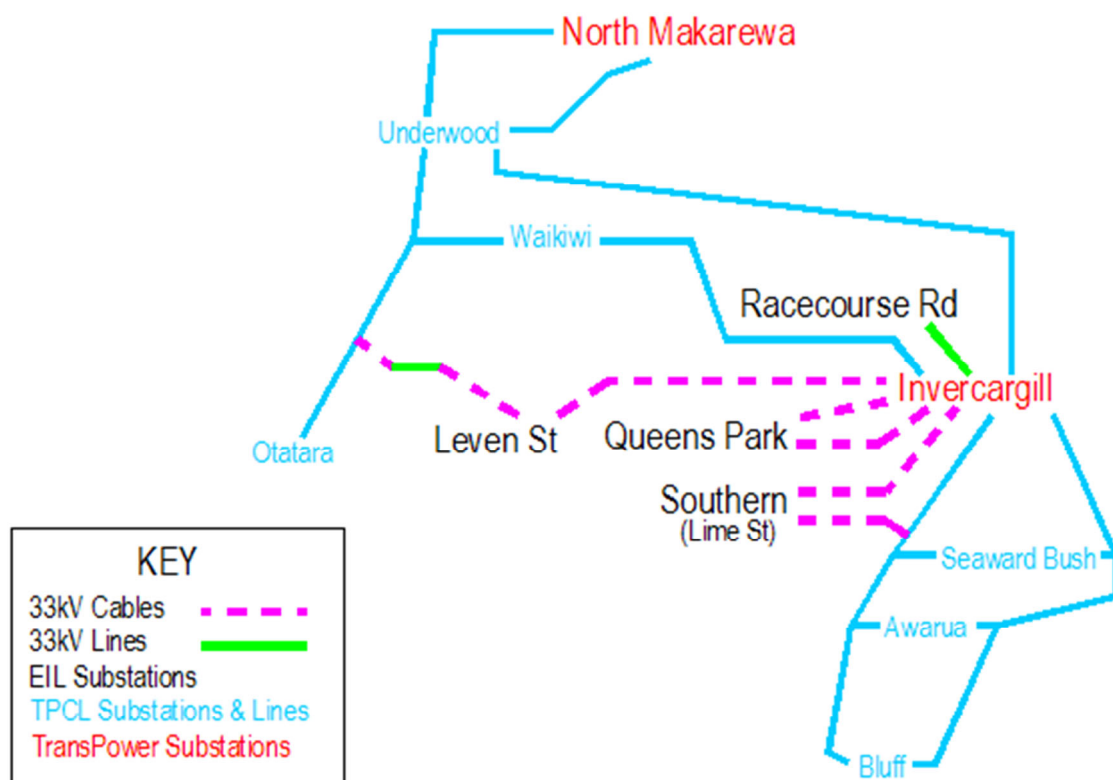 North Makarewa
Underwood
Waikiwi
Racecourse Rd
Invercargill
Leven St
Queens Park
Otatara
Southern
(Lime St)
Seaward Bush
Awarua
Bluff
KEY
33kV Cables
33kV Lines
EIL Substations
TPCL Substations & Lines
TransPower Substations